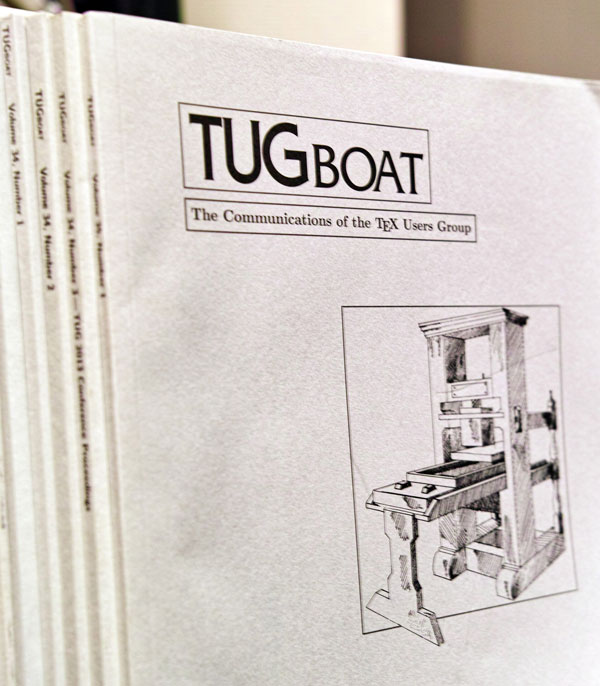 TUGBOAT
The Communications of the TEX Users Group
TUGBOAT Volume 34, Number 1
TUGBOAT Volume 34, Number 2
TUGBOAT Volume 34, Number 3 — TUG 2013 Conference Proceedings
TUGBOAT Volume 35, Number 1